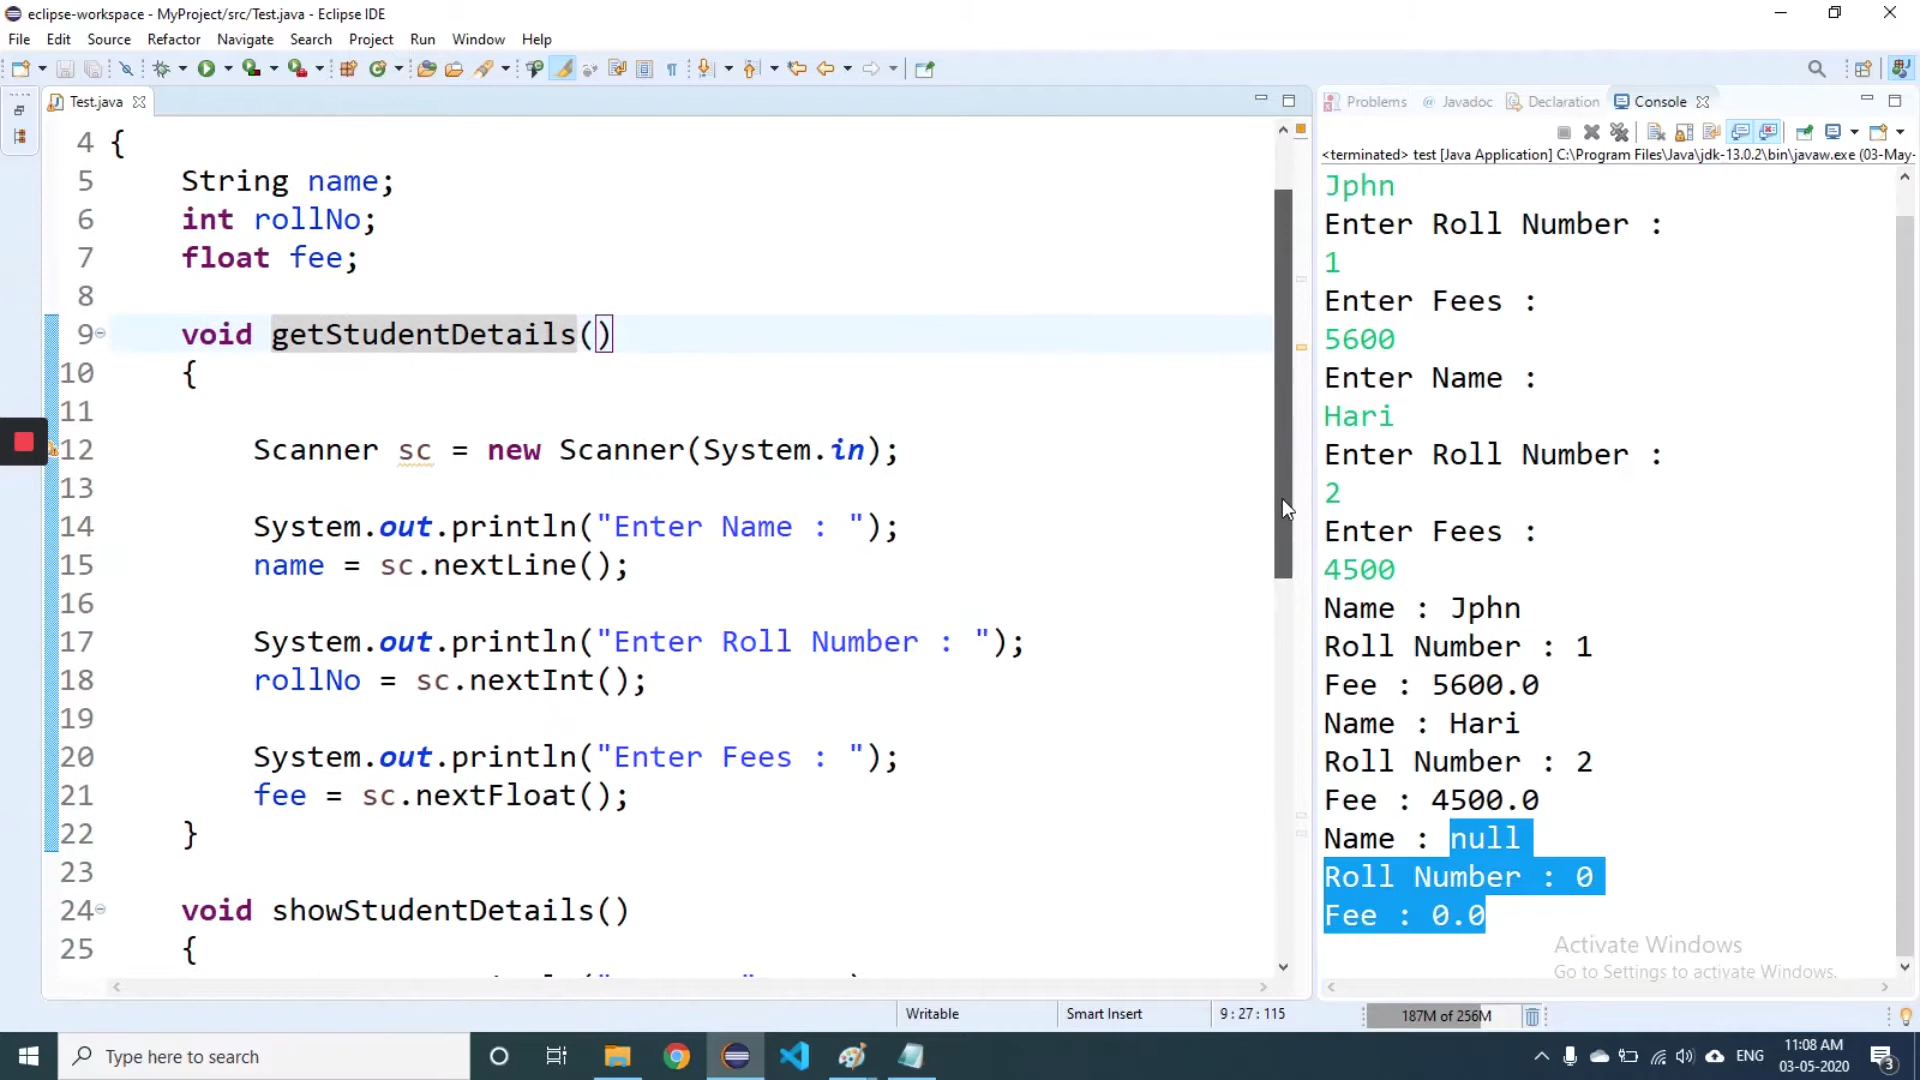 eclipse-workspace - MyProject/src/Test.java - Eclipse IDE
File Edit Source Refactor Navigate Search Project Run Window Help
Test.java
4 {
5 String name;
6 int rollNo;
7 float fee;
8
9 void getStudentDetails()
10 {
11
12 Scanner sc = new Scanner(System.in);
13
14 System.out.println("Enter Name : ");
15 name = sc.nextLine();
16
17 System.out.println("Enter Roll Number : ");
18 rollNo = sc.nextInt();
19
20 System.out.println("Enter Fees : ");
21 fee = sc.nextFloat();
22 }
23
24 void showStudentDetails()
25 {
Problems @ Javadoc Declaration Console
<terminated> test [Java Application] C:\Program Files\Java\jdk-13.0.2\bin\javaw.exe (03-May-
Jphn
Enter Roll Number :
1
Enter Fees :
5600
Enter Name :
Hari
Enter Roll Number :
2
Enter Fees :
4500
Name : Jphn
Roll Number : 1
Fee : 5600.0
Name : Hari
Roll Number : 2
Fee : 4500.0
Name : null
Roll Number : 0
Fee : 0.0
Activate Windows
Go to Settings to activate Windows.
Writable Smart Insert 9 : 27 : 115 187M of 256M
Type here to search
ENG
11:08 AM
03-05-2020
3